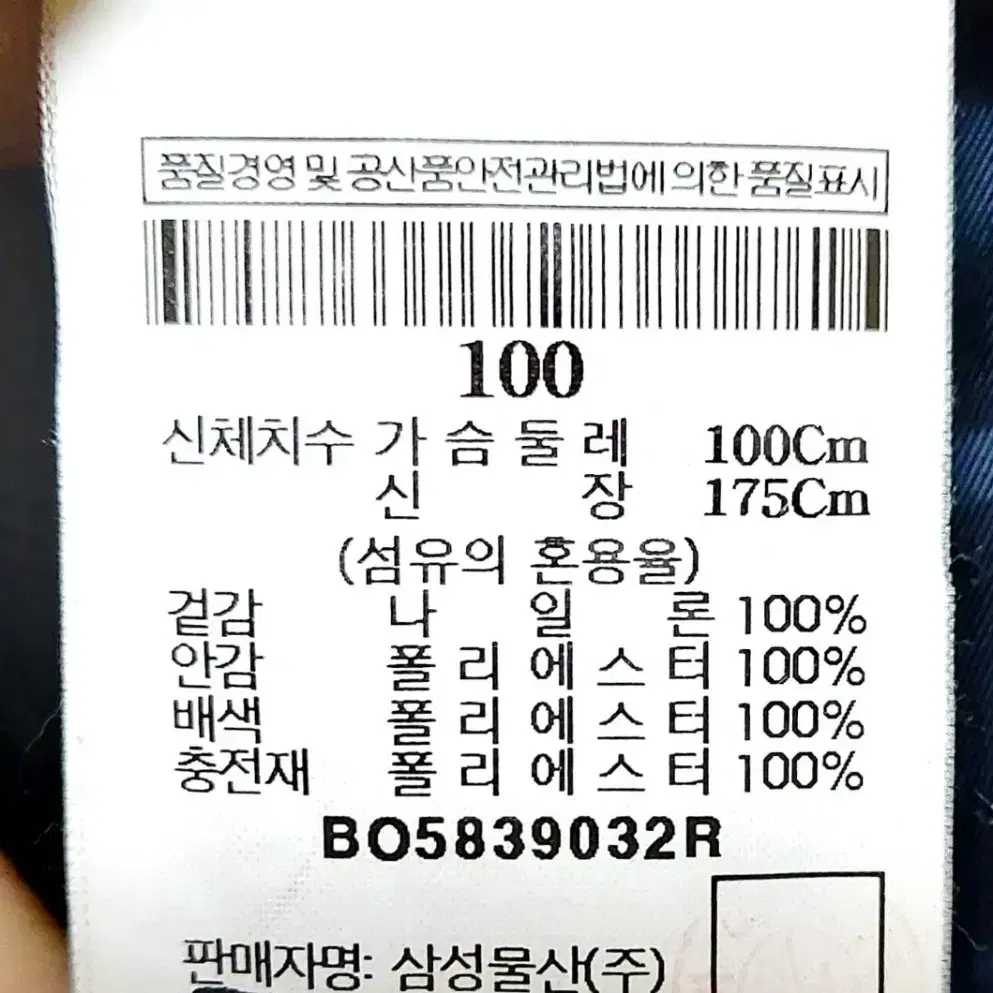 품질경영 및 공산품안전관리법에 의한 품질표시
100
신체치수 가 슴 둘 레 100Cm
신 장 175Cm
(섬유의 혼용율)
겉감 나 일 론 100%
안감 폴 리 에 스 터 100%
배색 폴 리 에 스 터 100%
충전재 폴 리 에 스 터 100%
BO5839032R
판매자명: 삼성물산(주)